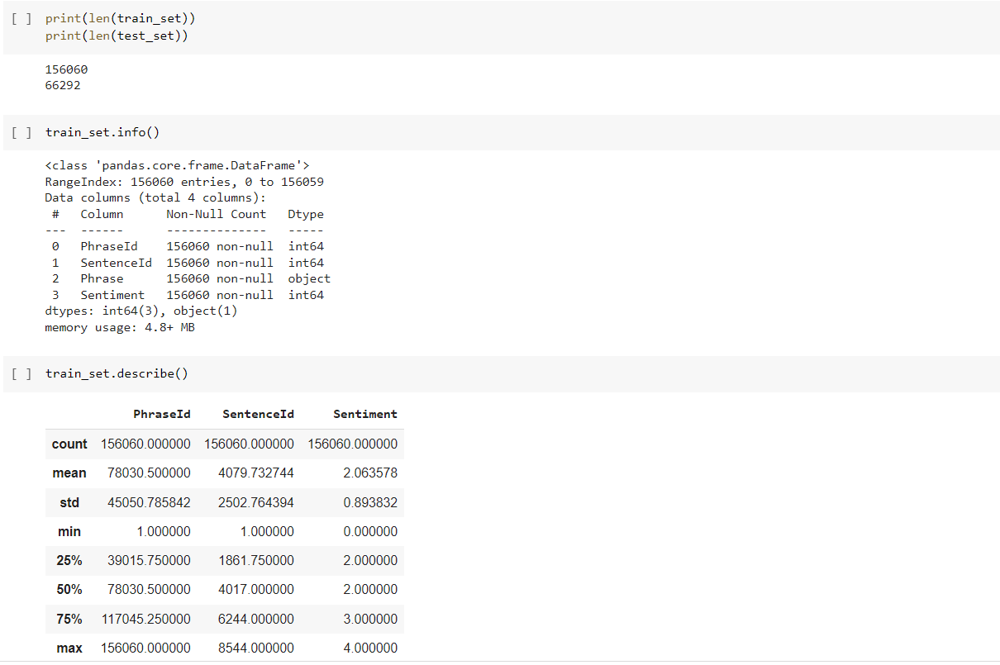 [ ] print(len(train_set))
print(len(test_set))
156060
66292
[ ] train_set.info()
<class 'pandas.core.frame.DataFrame'>
RangeIndex: 156060 entries, 0 to 156059
Data columns (total 4 columns):
 #   Column      Non-Null Count   Dtype
---  ------      --------------   -----
 0   PhraseId    156060 non-null  int64
 1   SentenceId  156060 non-null  int64
 2   Phrase      156060 non-null  object
 3   Sentiment   156060 non-null  int64
dtypes: int64(3), object(1)
memory usage: 4.8+ MB
[ ] train_set.describe()
PhraseId SentenceId Sentiment
count 156060.000000 156060.000000 156060.000000
mean 78030.500000 4079.732744 2.063578
std 45050.785842 2502.764394 0.893832
min 1.000000 1.000000 0.000000
25% 39015.750000 1861.750000 2.000000
50% 78030.500000 4017.000000 2.000000
75% 117045.250000 6244.000000 3.000000
max 156060.000000 8544.000000 4.000000